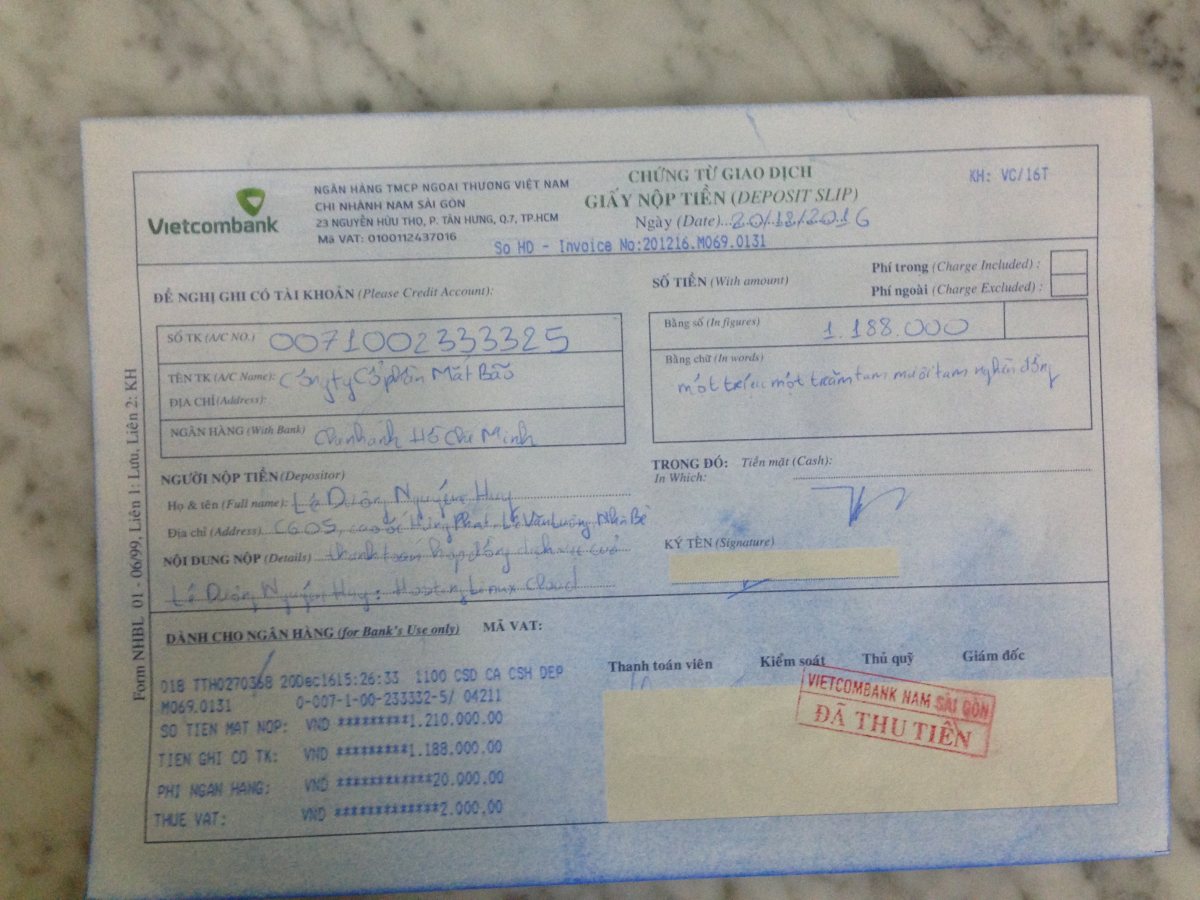 Vietcombank
NGÂN HÀNG TMCP NGOẠI THƯƠNG VIỆT NAM
CHI NHÁNH NAM SÀI GÒN
23 NGUYỄN HỮU THỌ, P. TÂN HƯNG, Q.7, TP.HCM
Mã VAT: 0100112437016
CHỨNG TỪ GIAO DỊCH
GIẤY NỘP TIỀN (DEPOSIT SLIP)
Ngày (Date)...20/12/2016
KH: VC/16T
So HD - Invoice No:201216.M069.0131
ĐỀ NGHỊ GHI CÓ TÀI KHOẢN (Please Credit Account):
SỐ TK (A/C NO.) 0071002333325
TÊN TK (A/C Name): Công ty Cổ phần Mắt Bão
ĐỊA CHỈ (Address):
NGÂN HÀNG (With Bank) Chi nhánh Hồ Chí Minh
SỐ TIỀN (With amount)
Phí trong (Charge Included) :
Phí ngoài (Charge Excluded) :
Bằng số (In figures) 1.188.000
Bằng chữ (In words)
một triệu một trăm tám mươi tám nghìn đồng
NGƯỜI NỘP TIỀN (Depositor)
Họ & tên (Full name): Lê Dương Nguyên Huy
Địa chỉ (Address) C605, cao ốc Hưng Phát Lê Văn Lương Nhà Bè
NỘI DUNG NỘP (Details) thanh toán hợp đồng dịch vụ của
Lê Dương Nguyên Huy: Hosting Linux Cloud
TRONG ĐÓ: Tiền mặt (Cash):
In Which:
KÝ TÊN (Signature)
DÀNH CHO NGÂN HÀNG (for Bank's Use only) MÃ VAT:
018 TTH0270368 20Dec1615:26:33 1100 CSD CA CSH DEP
M069.0131 0-007-1-00-233332-5/ 04211
SO TIEN MAT NOP: VND *********1.210.000.00
TIEN GHI CO TK: VND *********1.188.000.00
PHI NGAN HANG: VND ************20.000.00
THUE VAT: VND *************2.000.00
Thanh toán viên Kiểm soát Thủ quỹ Giám đốc
VIETCOMBANK NAM SÀI GÒN
ĐÃ THU TIỀN
Form NHBL 01 - 06/99, Liên 1: Lưu, Liên 2: KH